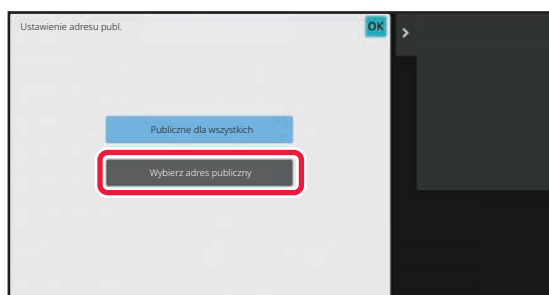 Ustawienie adresu publ.
OK
Publiczne dla wszystkich
Wybierz adres publiczny